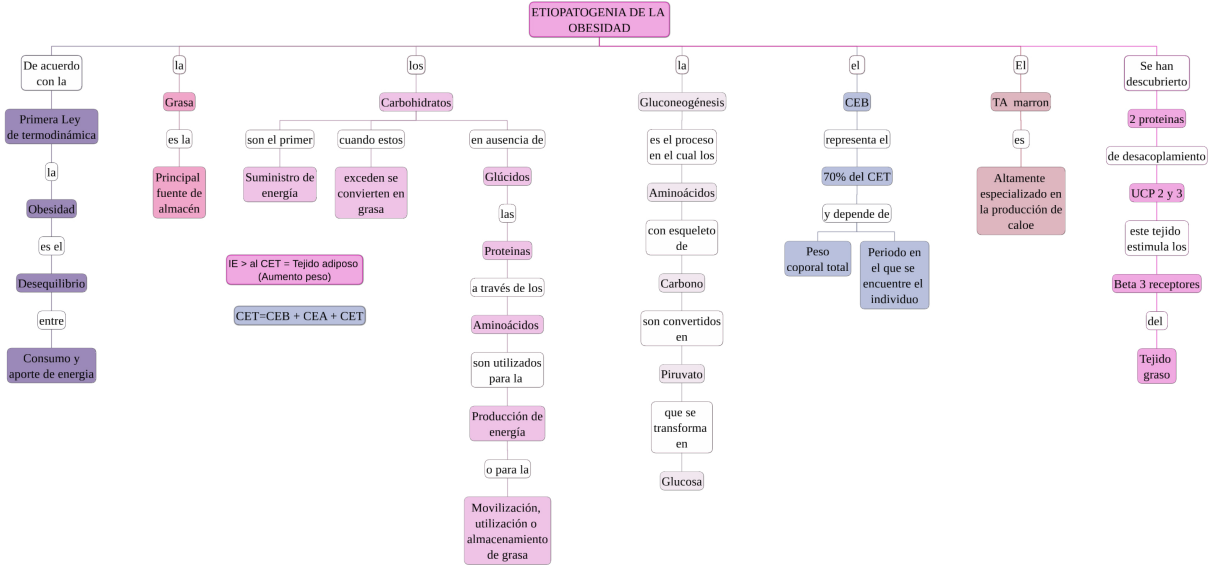 ETIOPATOGENIA DE LA
OBESIDAD
De acuerdo
con la
Primera Ley
de termodinámica
la
Obesidad
es el
Desequilibrio
entre
Consumo y
aporte de energia
la
Grasa
es la
Principal
fuente de
almacén
los
Carbohidratos
son el primer
Suministro de
energía
cuando estos
exceden se
convierten en
grasa
en ausencia de
Glúcidos
las
Proteinas
a través de los
Aminoácidos
son utilizados
para la
Producción de
energía
o para la
Movilización,
utilización o
almacenamiento
de grasa
IE > al CET = Tejido adiposo
(Aumento peso)
CET=CEB + CEA + CET
la
Gluconeogénesis
es el proceso
en el cual los
Aminoácidos
con esqueleto
de
Carbono
son convertidos
en
Piruvato
que se
transforma
en
Glucosa
el
CEB
representa el
70% del CET
y depende de
Peso
coporal total
Periodo en
el que se
encuentre el
individuo
El
TA marron
es
Altamente
especializado en
la producción de
caloe
Se han
descubierto
2 proteinas
de desacoplamiento
UCP 2 y 3
este tejido
estimula los
Beta 3 receptores
del
Tejido
graso